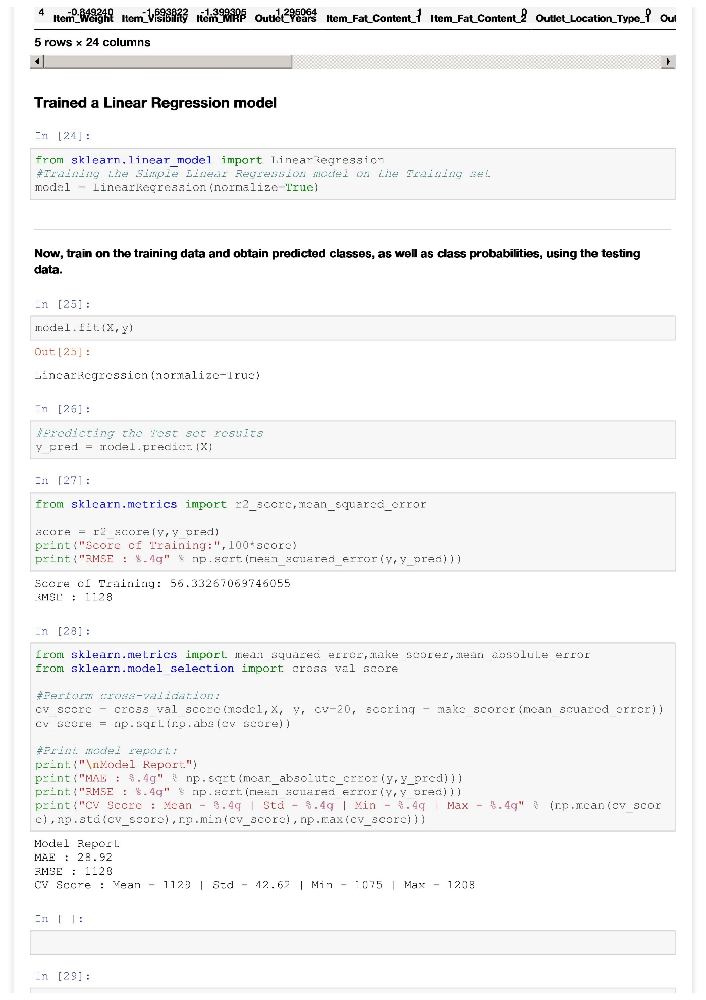 4 -0.849240 -1.693822 -1.399305 1.295064 1 0 0
Item_Weight Item_Visibility Item_MRP Outlet_Years Item_Fat_Content_1 Item_Fat_Content_2 Outlet_Location_Type_1 Out
5 rows × 24 columns
Trained a Linear Regression model
In [24]:
from sklearn.linear_model import LinearRegression
#Training the Simple Linear Regression model on the Training set
model = LinearRegression(normalize=True)
Now, train on the training data and obtain predicted classes, as well as class probabilities, using the testing
data.
In [25]:
model.fit(X,y)
Out[25]:
LinearRegression(normalize=True)
In [26]:
#Predicting the Test set results
y_pred = model.predict(X)
In [27]:
from sklearn.metrics import r2_score,mean_squared_error
score = r2_score(y,y_pred)
print("Score of Training:",100*score)
print("RMSE : %.4g" % np.sqrt(mean_squared_error(y,y_pred)))
Score of Training: 56.33267069746055
RMSE : 1128
In [28]:
from sklearn.metrics import mean_squared_error,make_scorer,mean_absolute_error
from sklearn.model_selection import cross_val_score
#Perform cross-validation:
cv_score = cross_val_score(model,X, y, cv=20, scoring = make_scorer(mean_squared_error))
cv_score = np.sqrt(np.abs(cv_score))
#Print model report:
print("\nModel Report")
print("MAE : %.4g" % np.sqrt(mean_absolute_error(y,y_pred)))
print("RMSE : %.4g" % np.sqrt(mean_squared_error(y,y_pred)))
print("CV Score : Mean - %.4g | Std - %.4g | Min - %.4g | Max - %.4g" % (np.mean(cv_scor
e),np.std(cv_score),np.min(cv_score),np.max(cv_score)))
Model Report
MAE : 28.92
RMSE : 1128
CV Score : Mean - 1129 | Std - 42.62 | Min - 1075 | Max - 1208
In [ ]:
In [29]: